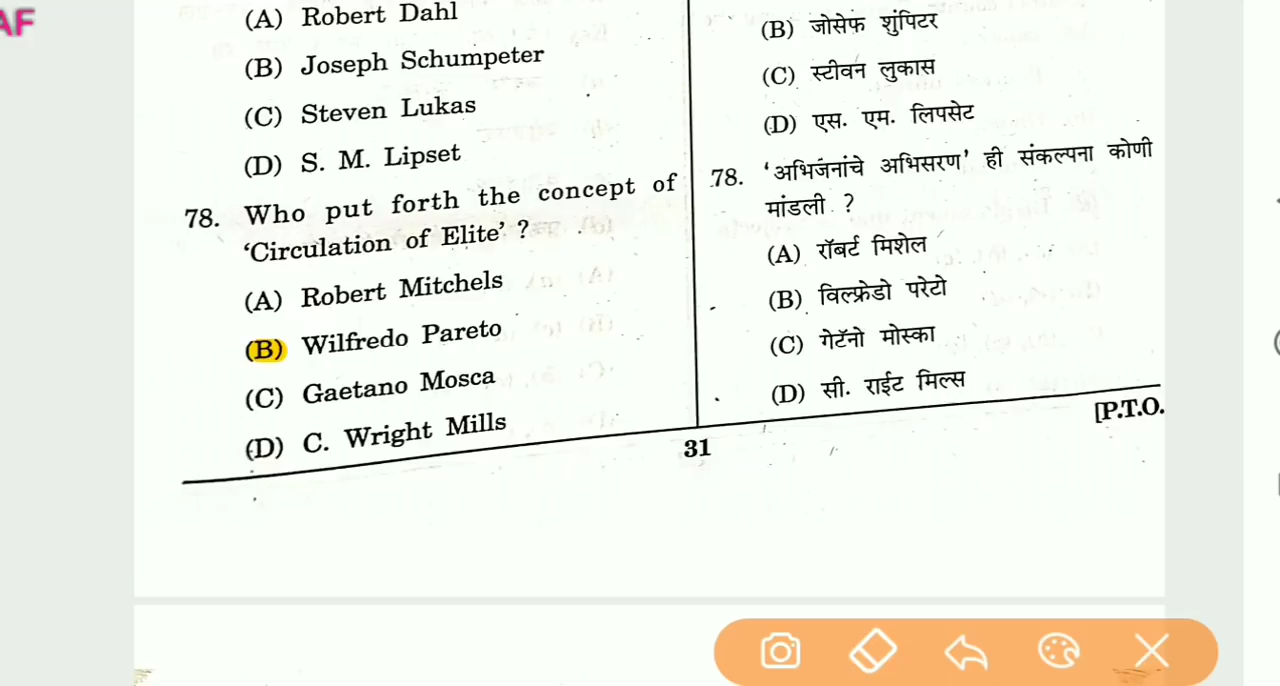 AF
(A) Robert Dahl
(B) Joseph Schumpeter
(C) Steven Lukas
(D) S. M. Lipset
78. Who put forth the concept of
‘Circulation of Elite’ ?
(A) Robert Mitchels
(B) Wilfredo Pareto
(C) Gaetano Mosca
(D) C. Wright Mills
(B) जोसेफ शुंपिटर
(C) स्टीवन लुकास
(D) एस. एम. लिपसेट
78. ‘अभिजनांचे अभिसरण’ ही संकल्पना कोणी
मांडली ?
(A) रॉबर्ट मिशेल
(B) विल्फ्रेडो परेटो
(C) गेटॅनो मोस्का
(D) सी. राईट मिल्स
31
[P.T.O.